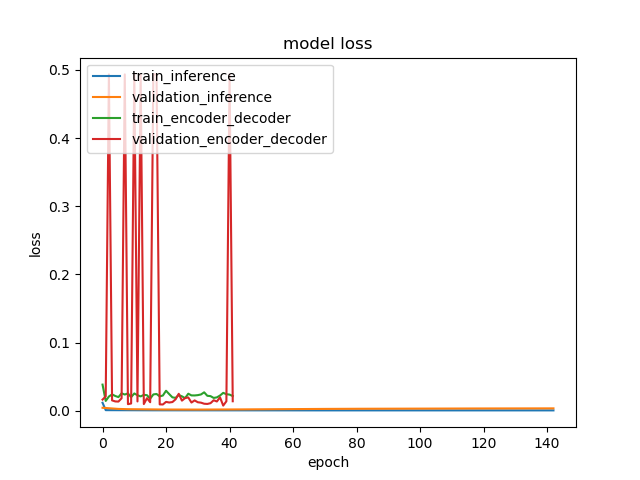 model loss
train_inference
validation_inference
train_encoder_decoder
validation_encoder_decoder
0.5
0.4
0.3
0.2
0.1
0.0
loss
0 20 40 60 80 100 120 140
epoch